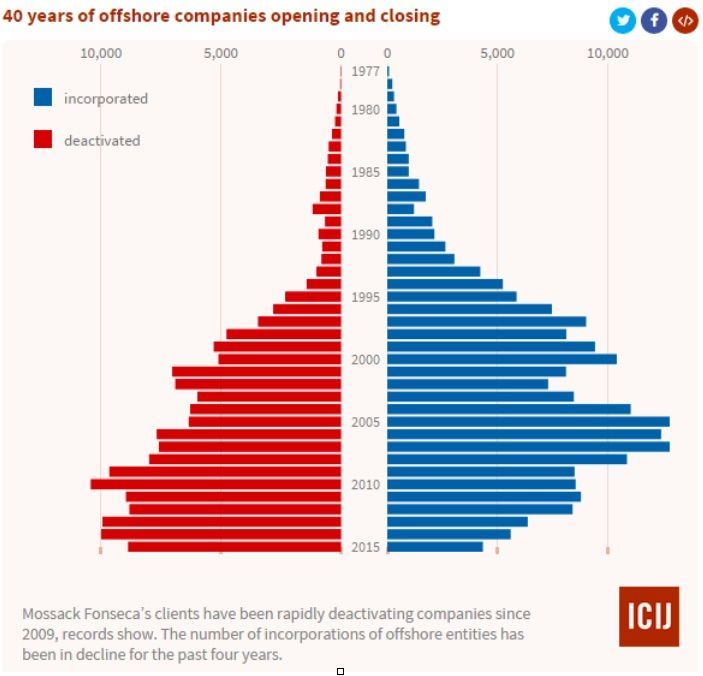 40 years of offshore companies opening and closing
10,000 5,000 0 0 5,000 10,000
1977
incorporated
1980
deactivated
1985
1990
1995
2000
2005
2010
2015
Mossack Fonseca's clients have been rapidly deactivating companies since
2009, records show. The number of incorporations of offshore entities has
been in decline for the past four years.
ICIJ